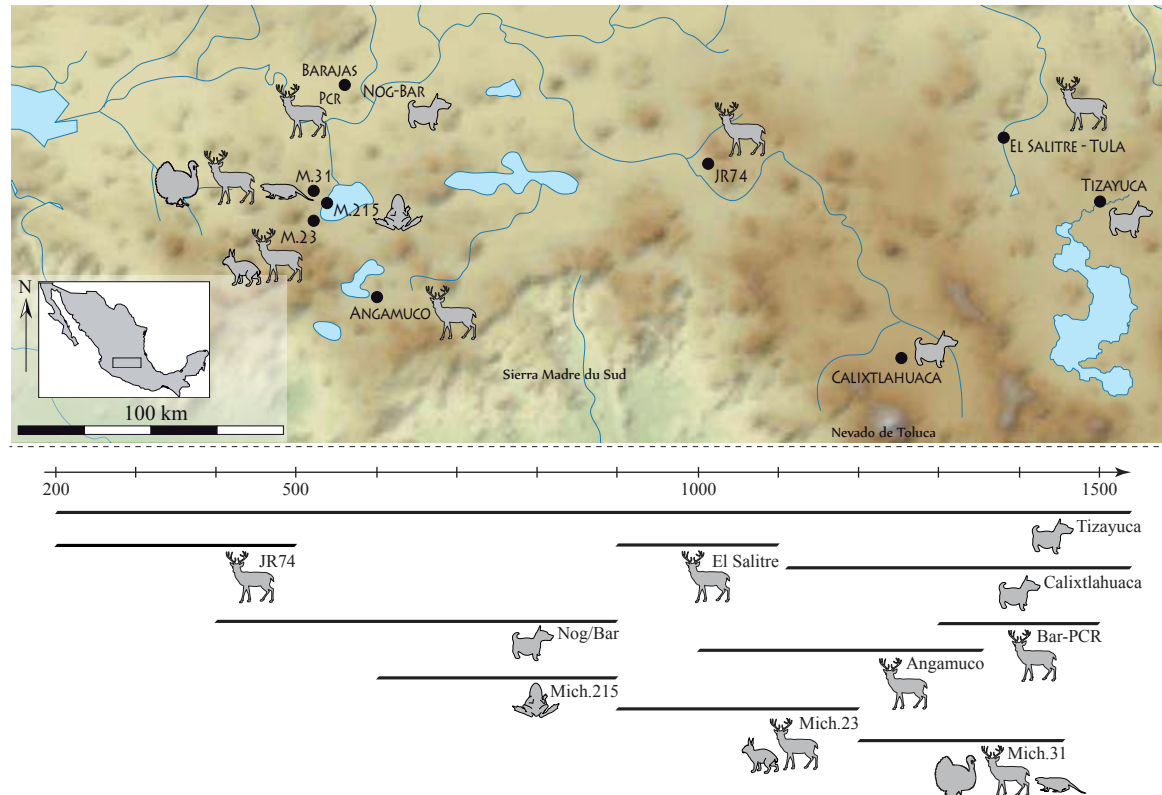 BARAJAS
PCR
NOG-BAR
M.31
M.215
M.23
ANGAMUCO
JR74
EL SALITRE - TULA
TIZAYUCA
CALIXTLAHUACA
Sierra Madre du Sud
Nevado de Toluca
N
100 km
200 500 1000 1500
Tizayuca
JR74
El Salitre
Calixtlahuaca
Nog/Bar
Bar-PCR
Angamuco
Mich.215
Mich.23
Mich.31